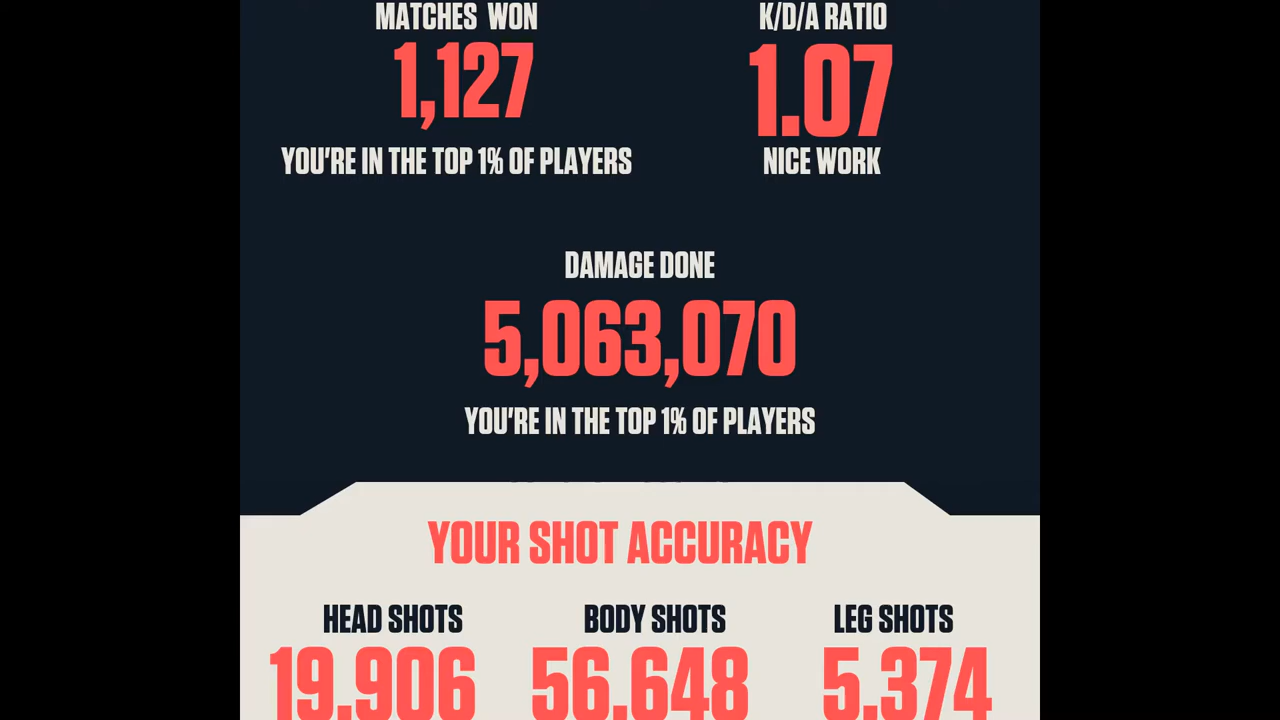 MATCHES WON
K/D/A RATIO
1,127
1.07
YOU'RE IN THE TOP 1% OF PLAYERS
NICE WORK
DAMAGE DONE
5,063,070
YOU'RE IN THE TOP 1% OF PLAYERS
YOUR SHOT ACCURACY
HEAD SHOTS
BODY SHOTS
LEG SHOTS
19,906
56,648
5,374